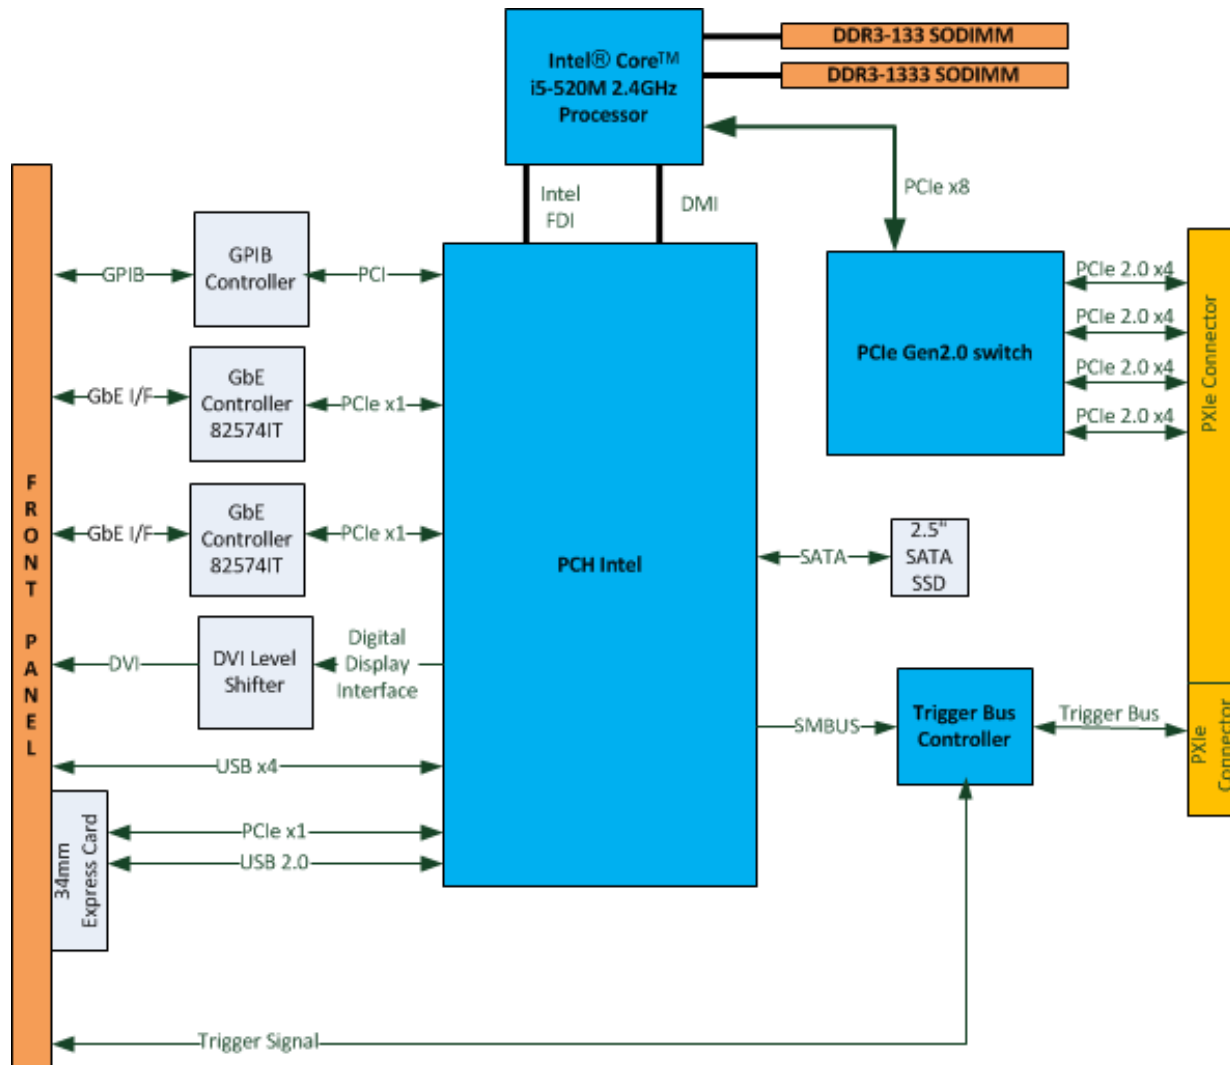 Intel® Core™
i5-520M 2.4GHz
Processor
DDR3-133 SODIMM
DDR3-1333 SODIMM
Intel
FDI
DMI
PCIe x8
GPIB
GPIB
Controller
PCI
GbE I/F
GbE
Controller
82574IT
PCIe x1
GbE I/F
GbE
Controller
82574IT
PCIe x1
DVI
DVI Level
Shifter
Digital
Display
Interface
USB x4
34mm
Express Card
PCIe x1
USB 2.0
Trigger Signal
FRONT PANEL
PCH Intel
PCIe Gen2.0 switch
PCIe 2.0 x4
PCIe 2.0 x4
PCIe 2.0 x4
PCIe 2.0 x4
PXIe Connector
SATA
2.5"
SATA
SSD
SMBUS
Trigger Bus
Controller
Trigger Bus
PXIe
Connector